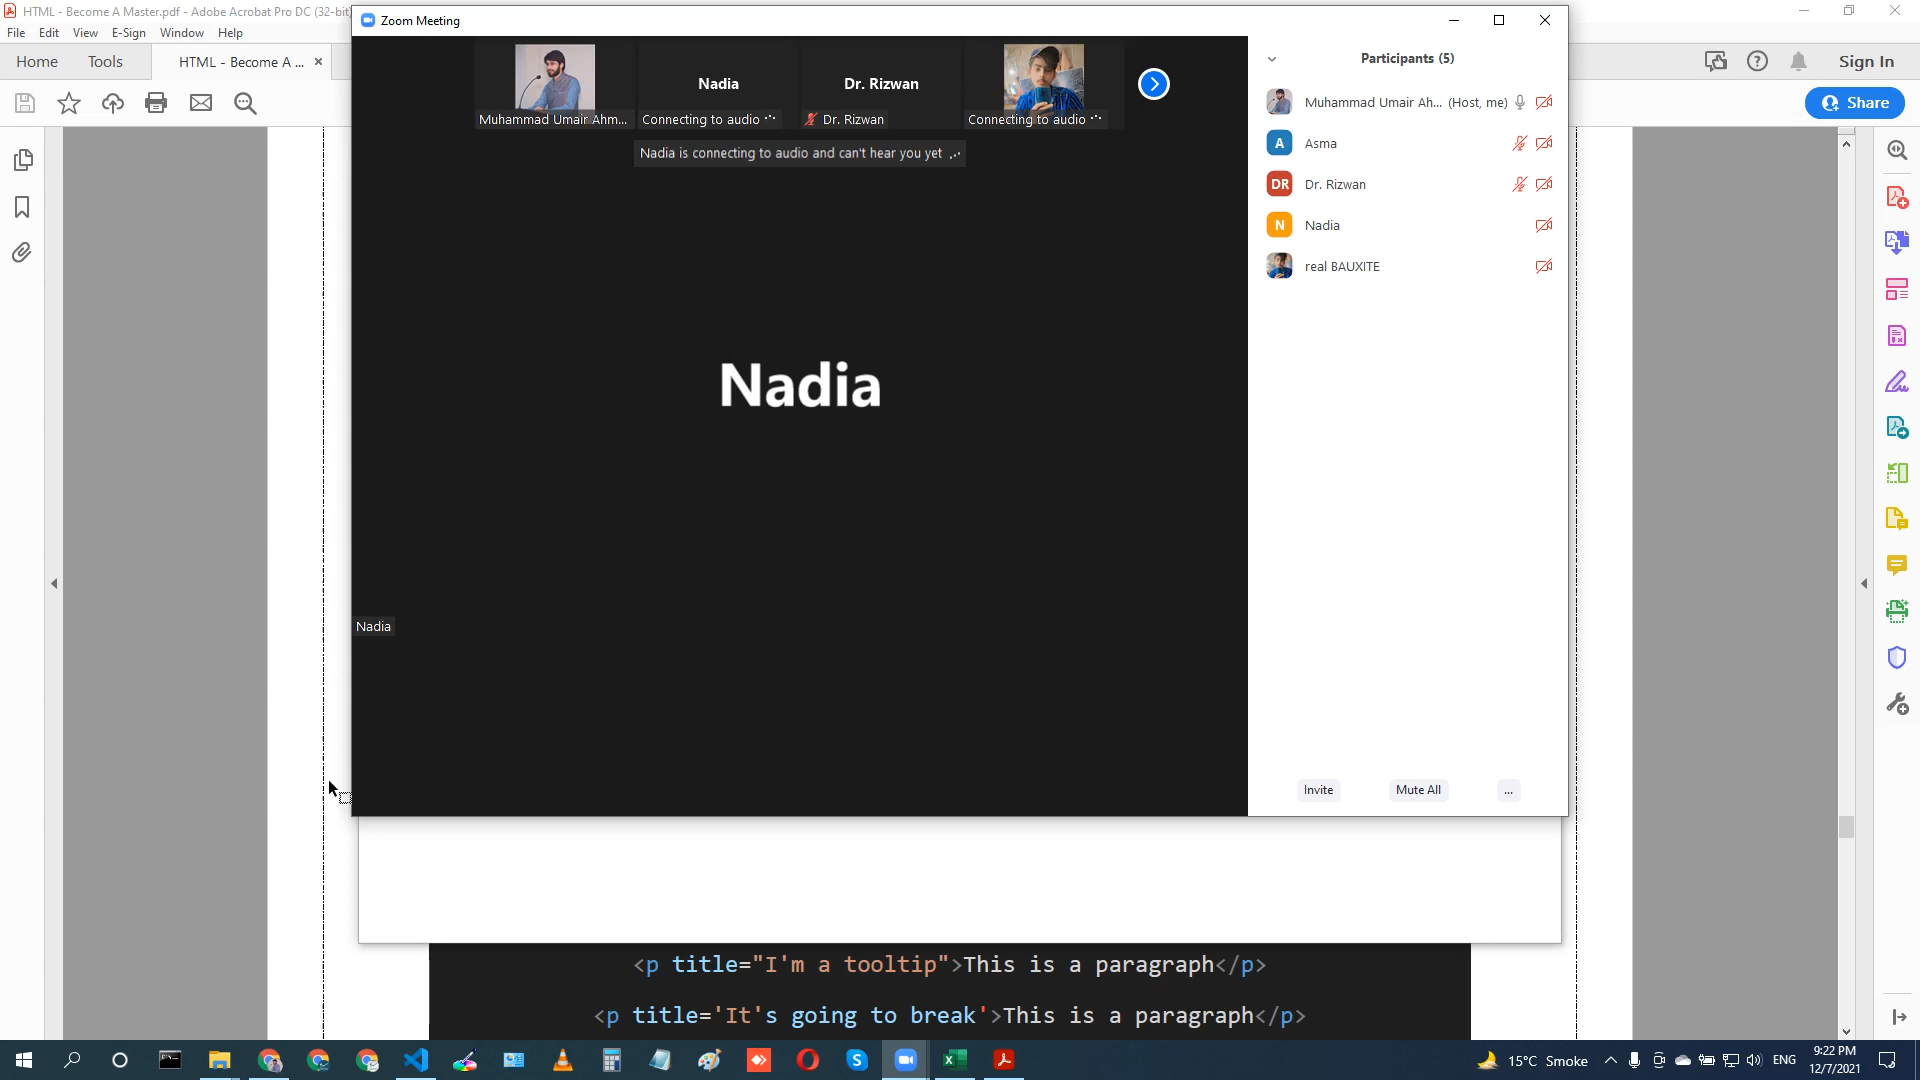 HTML - Become A Master.pdf - Adobe Acrobat Pro DC (32-bit
File Edit View E-Sign Window Help
Home Tools HTML - Become A ... ×
Sign In
Share
Zoom Meeting
Nadia
Dr. Rizwan
Muhammad Umair Ahm...
Connecting to audio
Dr. Rizwan
Connecting to audio
Nadia is connecting to audio and can't hear you yet
Nadia
Nadia
Participants (5)
Muhammad Umair Ah... (Host, me)
A Asma
DR Dr. Rizwan
N Nadia
real BAUXITE
Invite Mute All ...
<p title="I'm a tooltip">This is a paragraph</p>
<p title='It's going to break'>This is a paragraph</p>
15°C Smoke
ENG
9:22 PM
12/7/2021